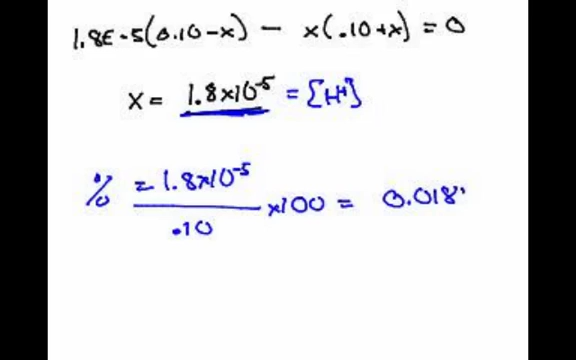 1.8E-5(0.10-x) - x(.10+x) = 0
x = 1.8x10⁻⁵ = [H⁺]
% = 1.8x10⁻⁵ / .10 x100 = 0.018